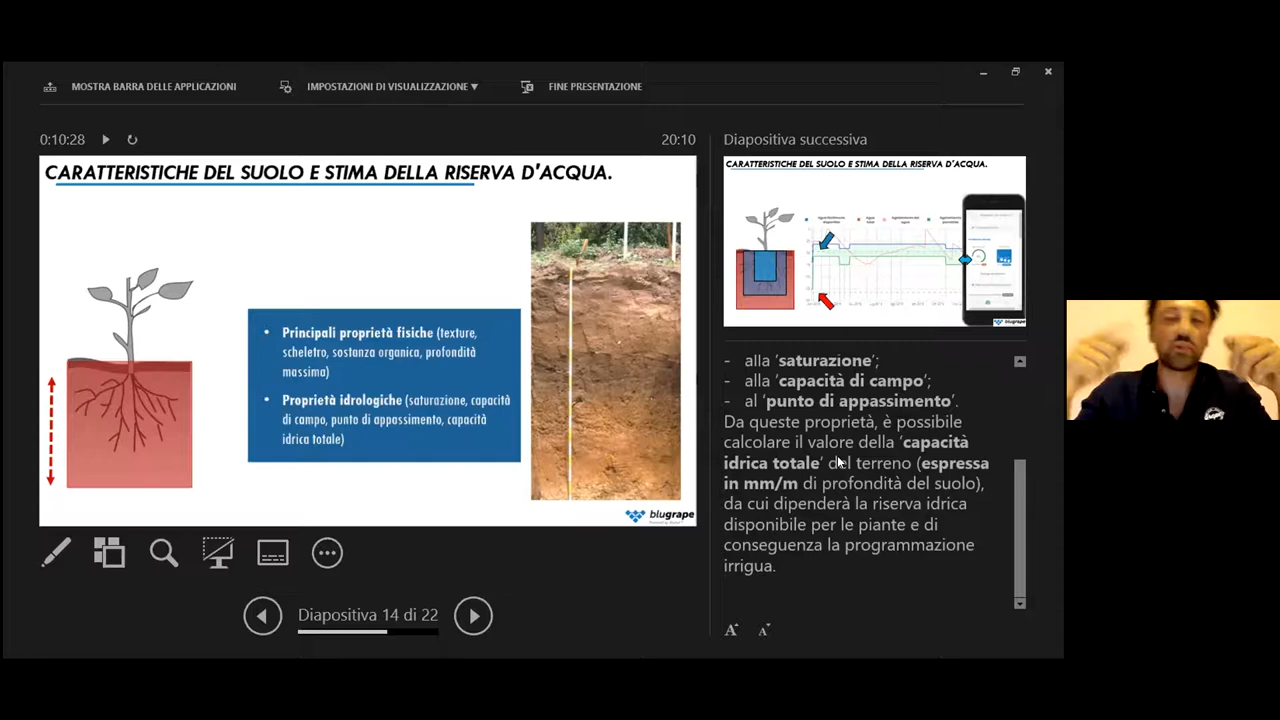 MOSTRA BARRA DELLE APPLICAZIONI
IMPOSTAZIONI DI VISUALIZZAZIONE ▼
FINE PRESENTAZIONE
0:10:28
20:10
CARATTERISTICHE DEL SUOLO E STIMA DELLA RISERVA D'ACQUA.
• Principali proprietà fisiche (texture,
scheletro, sostanza organica, profondità
massima)
• Proprietà idrologiche (saturazione, capacità
di campo, punto di appassimento, capacità
idrica totale)
blugrape
Diapositiva 14 di 22
Diapositiva successiva
CARATTERISTICHE DEL SUOLO E STIMA DELLA RISERVA D'ACQUA.
blugrape
- alla 'saturazione';
- alla 'capacità di campo';
- al 'punto di appassimento'.
Da queste proprietà, è possibile
calcolare il valore della 'capacità
idrica totale' del terreno (espressa
in mm/m di profondità del suolo),
da cui dipenderà la riserva idrica
disponibile per le piante e di
conseguenza la programmazione
irrigua.
A A